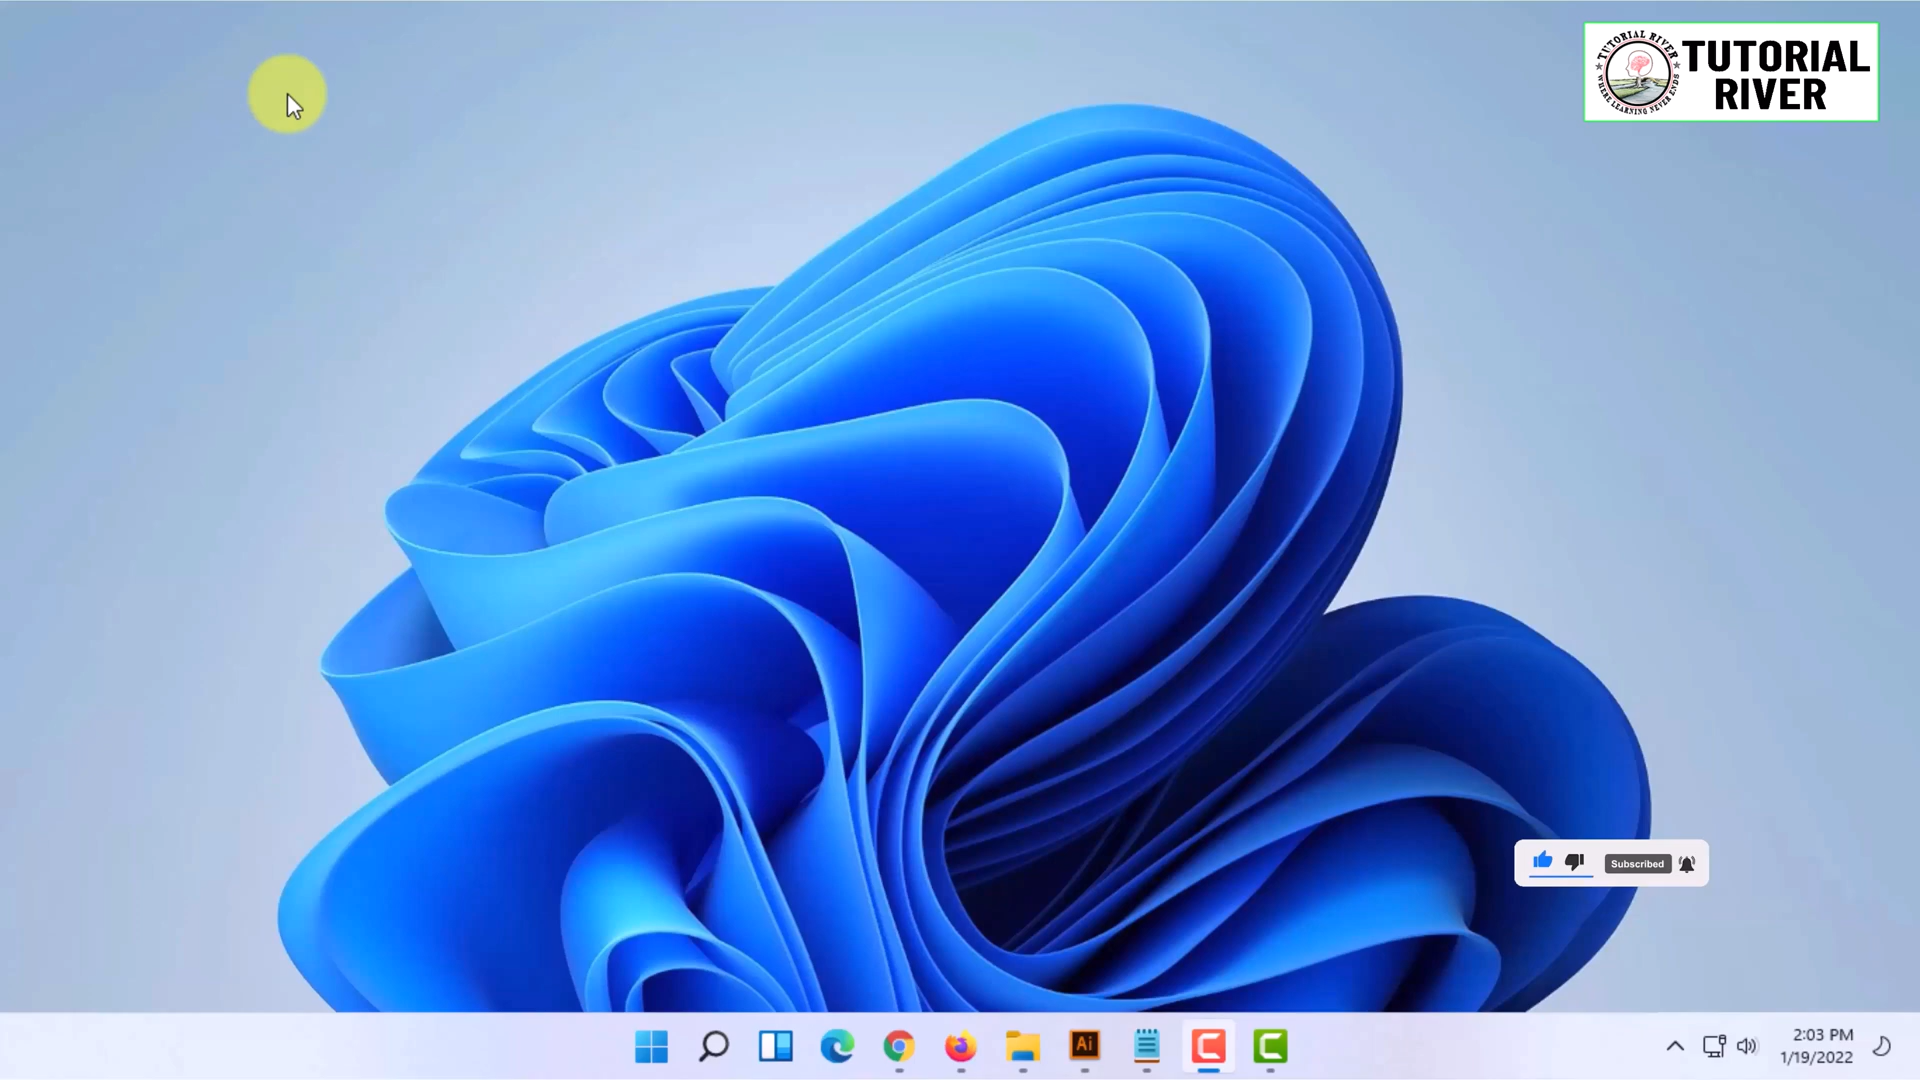 TUTORIAL RIVER
WHERE LEARNING NEVER ENDS
TUTORIAL
RIVER
Subscribed
Ai
2:03 PM
1/19/2022